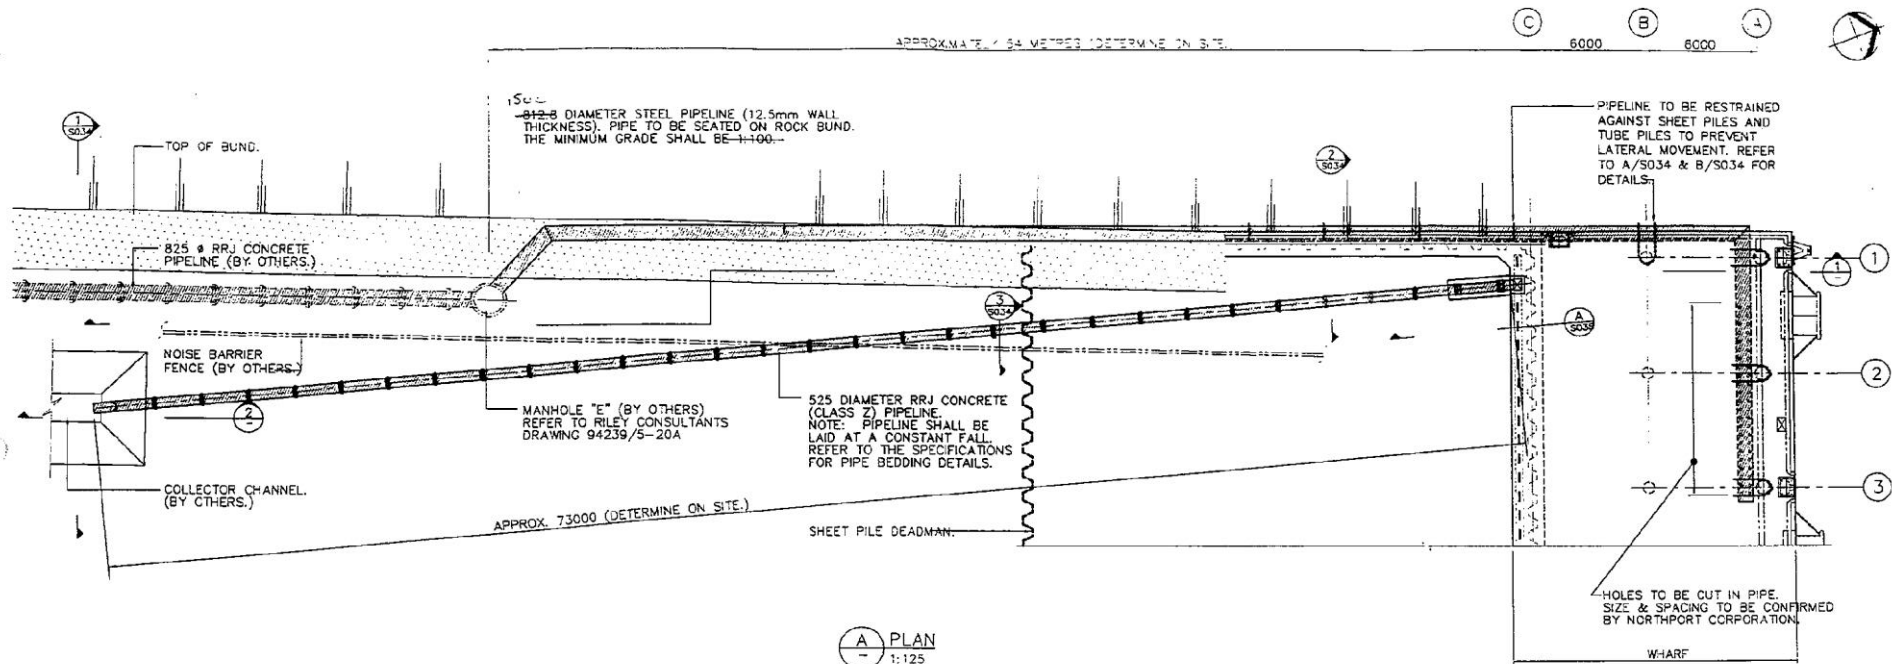 C
B
A
APPROXIMATELY 54 METRES (DETERMINE ON SITE.
6000
6000
812.8 DIAMETER STEEL PIPELINE (12.5mm WALL
THICKNESS). PIPE TO BE SEATED ON ROCK BUND.
THE MINIMUM GRADE SHALL BE 1:100.
PIPELINE TO BE RESTRAINED
AGAINST SHEET PILES AND
TUBE PILES TO PREVENT
LATERAL MOVEMENT. REFER
TO A/S034 & B/S034 FOR
DETAILS.
1
S034
TOP OF BUND.
2
S034
825 ø RRJ CONCRETE
PIPELINE (BY OTHERS.)
1
1
3
S034
A
S035
NOISE BARRIER
FENCE (BY OTHERS.)
2
2
MANHOLE "E" (BY OTHERS)
REFER TO RILEY CONSULTANTS
DRAWING 94239/5-20A
525 DIAMETER RRJ CONCRETE
(CLASS Z) PIPELINE.
NOTE: PIPELINE SHALL BE
LAID AT A CONSTANT FALL.
REFER TO THE SPECIFICATIONS
FOR PIPE BEDDING DETAILS.
COLLECTOR CHANNEL.
(BY OTHERS.)
3
APPROX. 73000 (DETERMINE ON SITE.)
SHEET PILE DEADMAN.
HOLES TO BE CUT IN PIPE.
SIZE & SPACING TO BE CONFIRMED
BY NORTHPORT CORPORATION.
A PLAN
1:125
WHARF